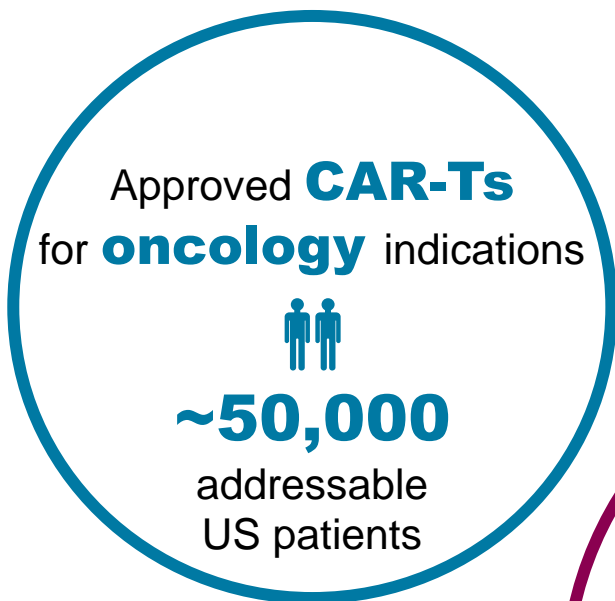 Approved CAR-Ts
for oncology indications
~50,000
addressable
US patients